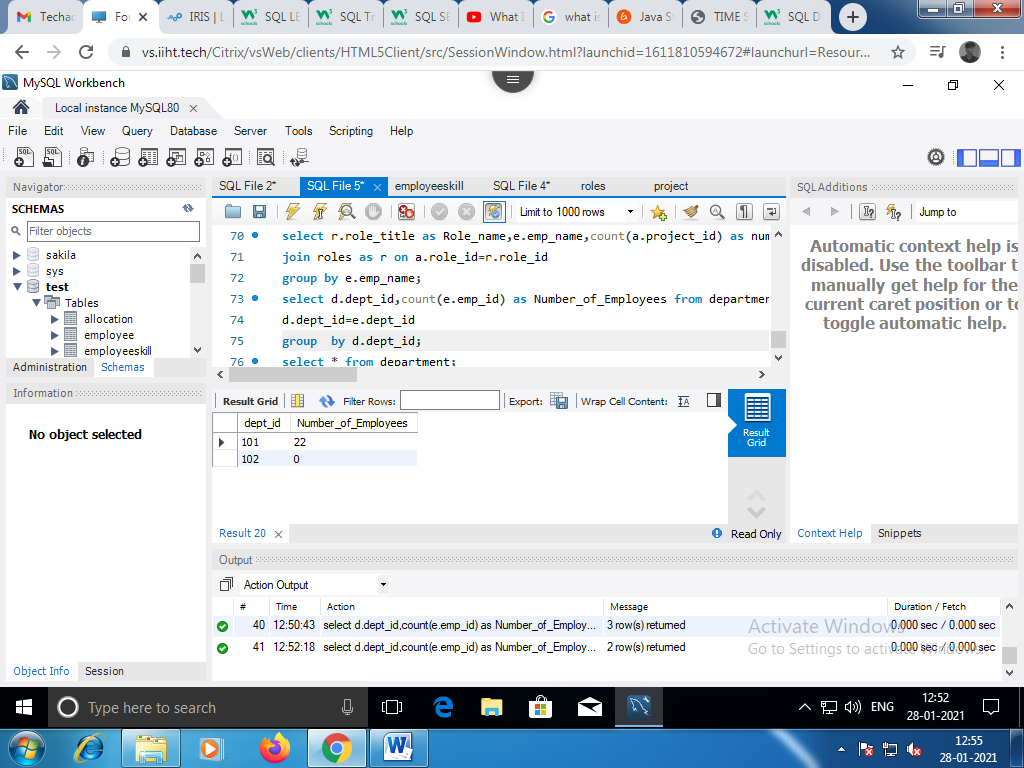 Techac
Fou
IRIS | L
SQL LE
SQL Tr
SQL SE
What I
what is
Java S
TIME S
SQL D
vs.iiht.tech/Citrix/vsWeb/clients/HTML5Client/src/SessionWindow.html?launchid=1611810594672#launchurl=Resour...
MySQL Workbench
Local instance MySQL80
File Edit View Query Database Server Tools Scripting Help
Navigator
SCHEMAS
Filter objects
sakila
sys
test
Tables
allocation
employee
employeeskill
Administration Schemas
Information
No object selected
Object Info Session
SQL File 2* SQL File 5* employeeskill SQL File 4* roles project
Limit to 1000 rows
70 select r.role_title as Role_name,e.emp_name,count(a.project_id) as num
71 join roles as r on a.role_id=r.role_id
72 group by e.emp_name;
73 select d.dept_id,count(e.emp_id) as Number_of_Employees from departmen
74 d.dept_id=e.dept_id
75 group by d.dept_id;
76 select * from department;
Result Grid Filter Rows: Export: Wrap Cell Content:
dept_id Number_of_Employees
101 22
102 0
Result Grid
Result 20
Read Only
SQLAdditions
Jump to
Automatic context help is
disabled. Use the toolbar t
manually get help for the
current caret position or to
toggle automatic help.
Context Help Snippets
Output
Action Output
# Time Action Message Duration / Fetch
40 12:50:43 select d.dept_id,count(e.emp_id) as Number_of_Employ... 3 row(s) returned 0.000 sec / 0.000 sec
41 12:52:18 select d.dept_id,count(e.emp_id) as Number_of_Employ... 2 row(s) returned 0.000 sec / 0.000 sec
Activate Windows
Go to Settings to activate Windows.
Type here to search
ENG
12:52
28-01-2021
12:55
28-01-2021